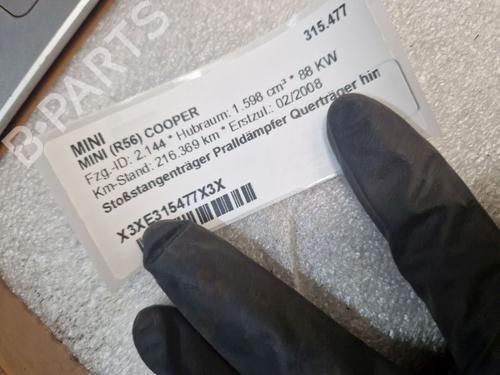 315.477
MINI
MINI (R56) COOPER
Fzg.-ID: 2.144 * Hubraum: 1.598 cm³ * 88 KW
Km-Stand: 216.369 km * Erstzul.: 02/2008
Stoßstangenträger Pralldämpfer Querträger hin
X3XE315477X3X
B-PARTS